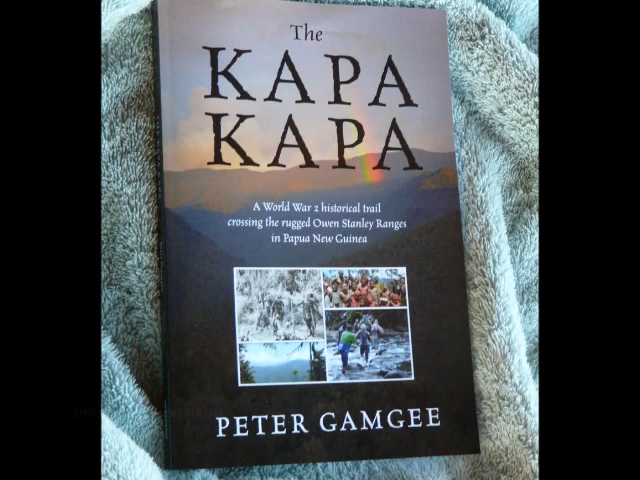 The
KAPA
KAPA
A World War 2 historical trail
crossing the rugged Owen Stanley Ranges
in Papua New Guinea
PETER GAMGEE